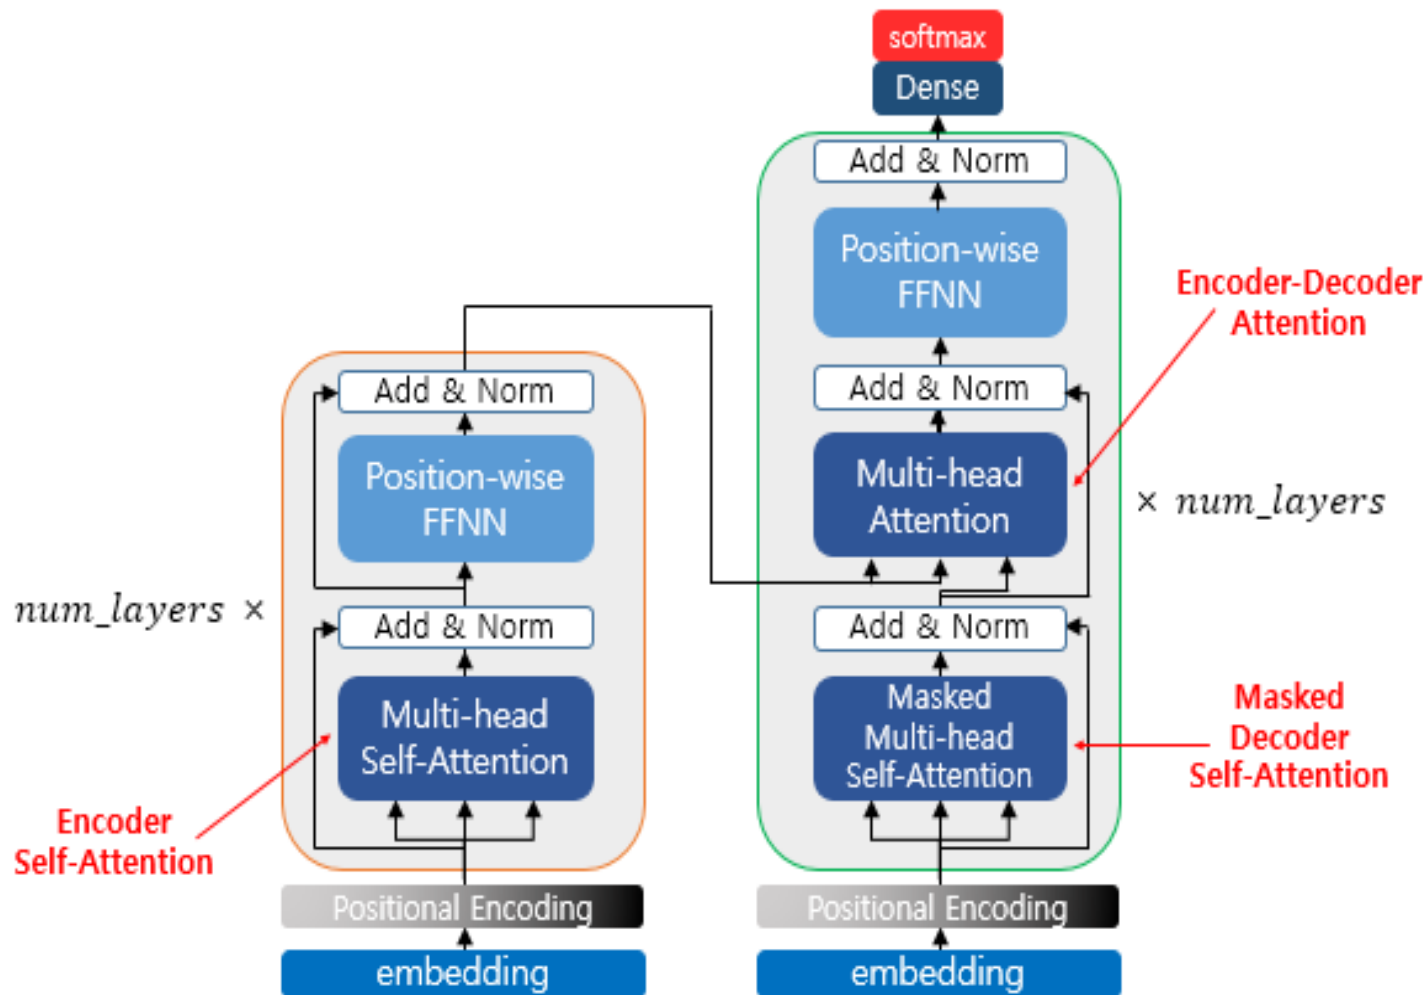 softmax
Dense
Add & Norm
Position-wise
FFNN
Encoder-Decoder
Attention
Add & Norm
Multi-head
Attention
× num_layers
Add & Norm
Masked
Multi-head
Self-Attention
Masked
Decoder
Self-Attention
Positional Encoding
embedding
Add & Norm
Position-wise
FFNN
num_layers ×
Add & Norm
Multi-head
Self-Attention
Encoder
Self-Attention
Positional Encoding
embedding